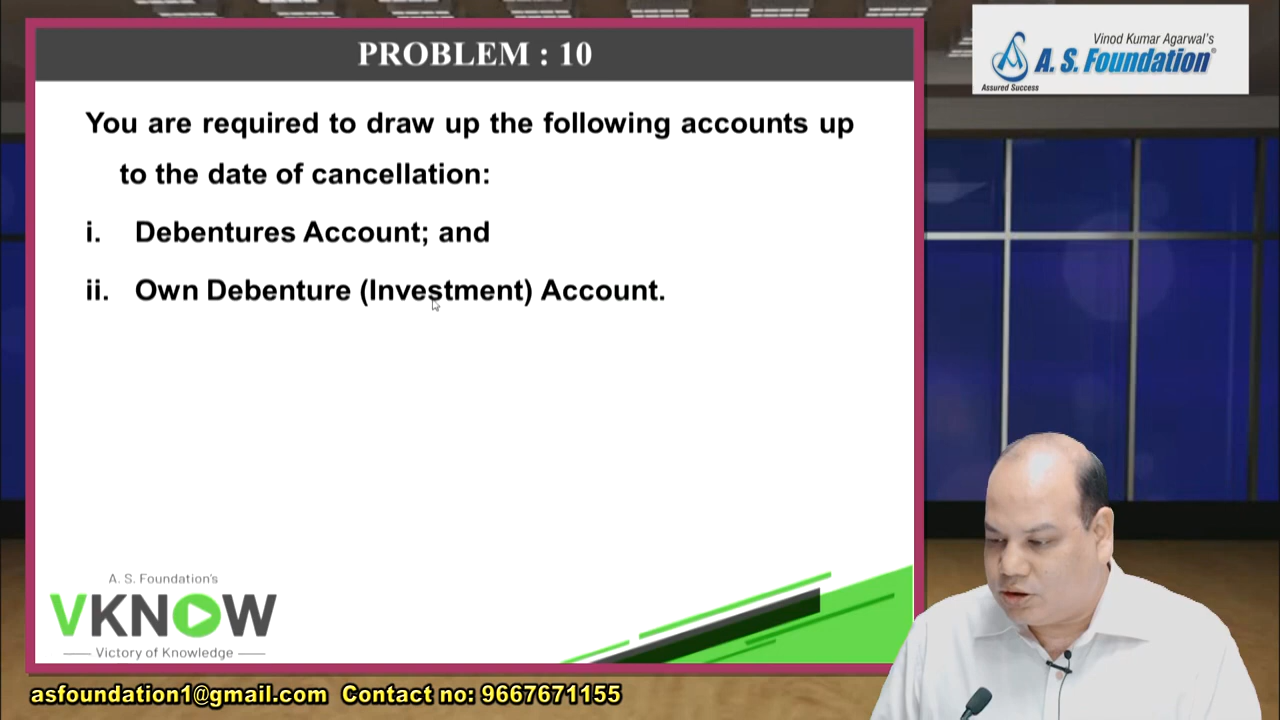 PROBLEM : 10
Vinod Kumar Agarwal's
A. S. Foundation
Assured Success
You are required to draw up the following accounts up
to the date of cancellation:
i. Debentures Account; and
ii. Own Debenture (Investment) Account.
A. S. Foundation's
VKNOW
Victory of Knowledge
asfoundation1@gmail.com Contact no: 9667671155